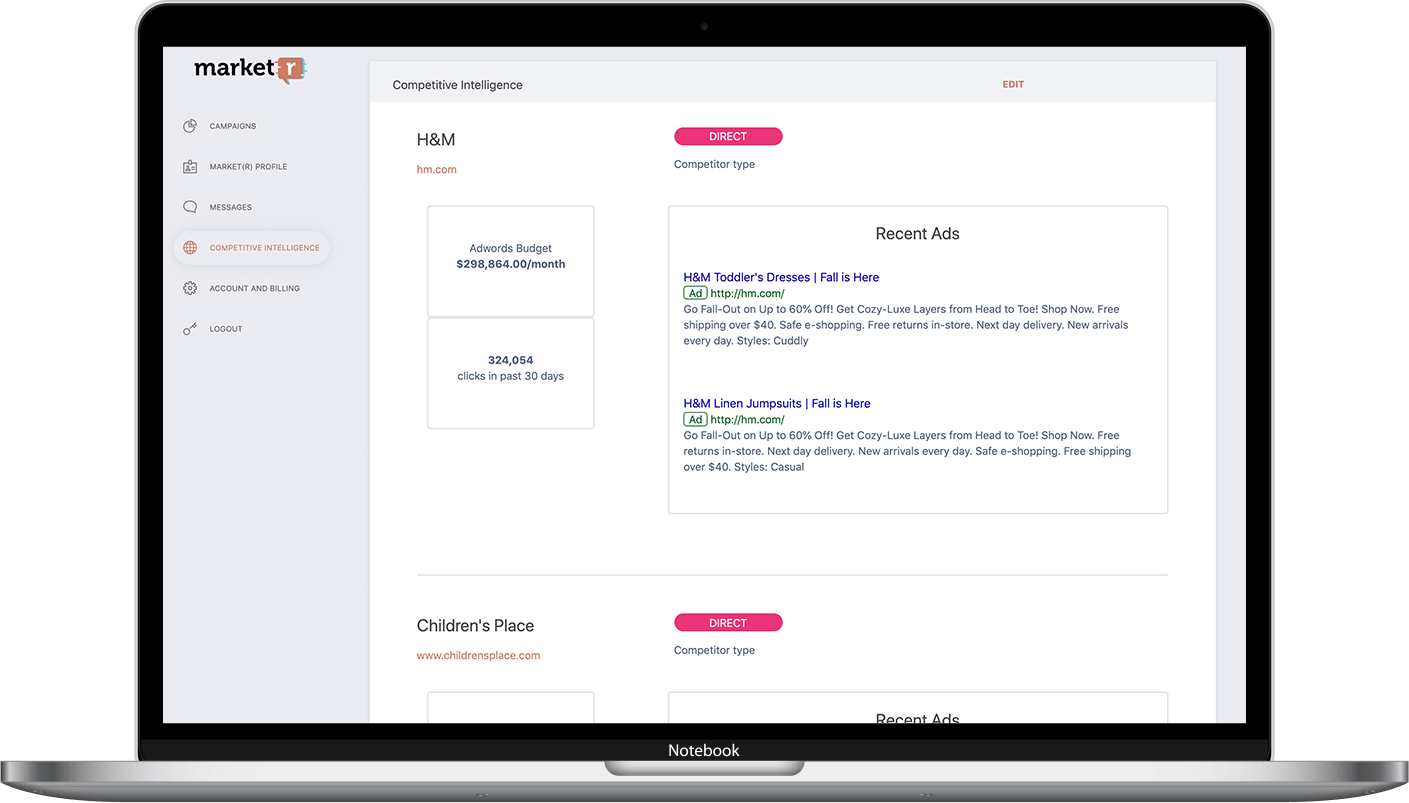 market r
CAMPAIGNS
MARKET(R) PROFILE
MESSAGES
COMPETITIVE INTELLIGENCE
ACCOUNT AND BILLING
LOGOUT
Competitive Intelligence
EDIT
H&M
hm.com
DIRECT
Competitor type
Adwords Budget
$298,864.00/month
324,054
clicks in past 30 days
Recent Ads
H&M Toddler's Dresses | Fall is Here
Ad http://hm.com/
Go Fall-Out on Up to 60% Off! Get Cozy-Luxe Layers from Head to Toe! Shop Now. Free
shipping over $40. Safe e-shopping. Free returns in-store. Next day delivery. New arrivals
every day. Styles: Cuddly
H&M Linen Jumpsuits | Fall is Here
Ad http://hm.com/
Go Fall-Out on Up to 60% Off! Get Cozy-Luxe Layers from Head to Toe! Shop Now. Free
returns in-store. Next day delivery. New arrivals every day. Safe e-shopping. Free shipping
over $40. Styles: Casual
Children's Place
www.childrensplace.com
DIRECT
Competitor type
Recent Ads
Notebook